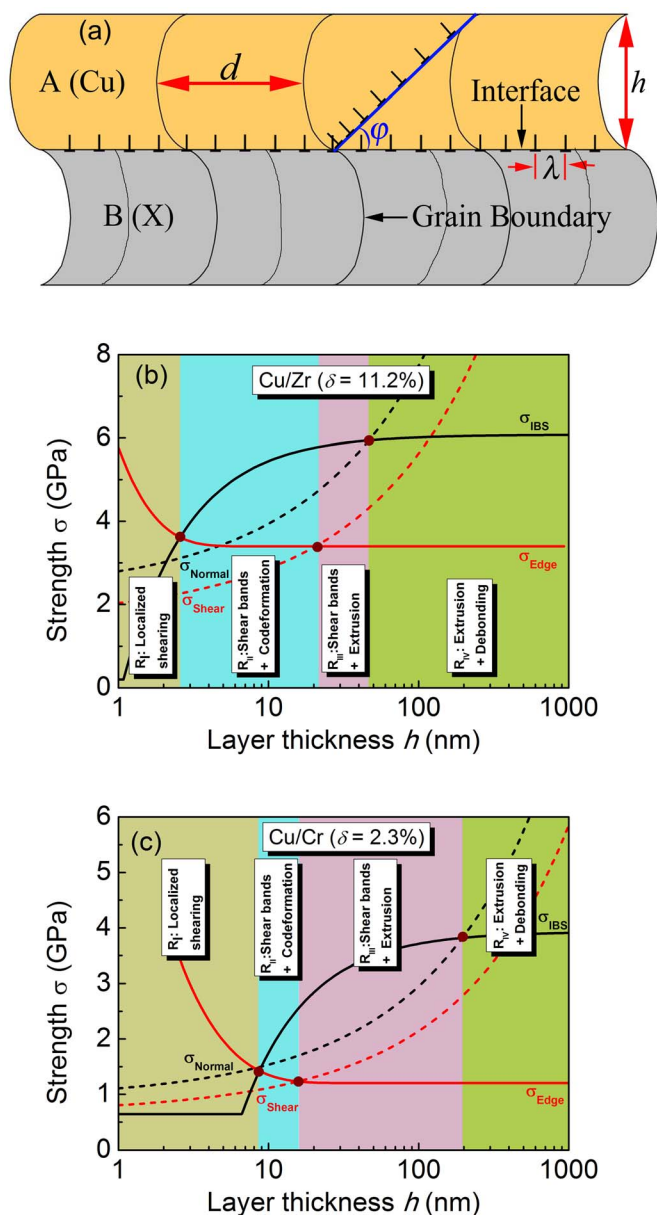 (a)
A (Cu)
d
h
Interface
φ
λ
B (X)
Grain Boundary
(b)
Cu/Zr (δ = 11.2%)
8
6
4
2
0
Strength σ (GPa)
σIBS
σNormal
σShear
σEdge
RI: Localized
shearing
RII:Shear bands
+ Codeformation
RIII:Shear bands
+ Extrusion
RIV: Extrusion
+ Debonding
1 10 100 1000
Layer thickness h (nm)
(c)
Cu/Cr (δ = 2.3%)
6
5
4
3
2
1
0
Strength σ (GPa)
RI: Localized
shearing
RII:Shear bands
+ Codeformation
RIII:Shear bands
+ Extrusion
RIV: Extrusion
+ Debonding
σIBS
σNormal
σShear
σEdge
1 10 100 1000
Layer thickness h (nm)